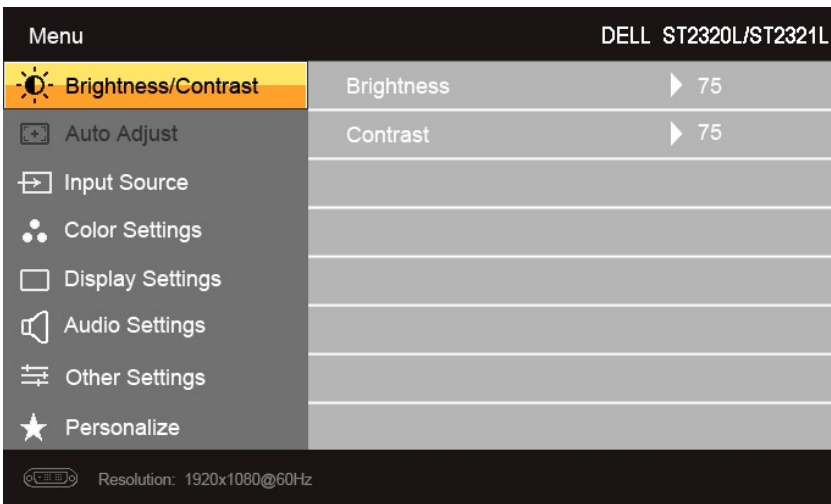 Menu DELL ST2320L/ST2321L
Brightness/Contrast Brightness 75
Auto Adjust Contrast 75
Input Source
Color Settings
Display Settings
Audio Settings
Other Settings
Personalize
Resolution: 1920x1080@60Hz